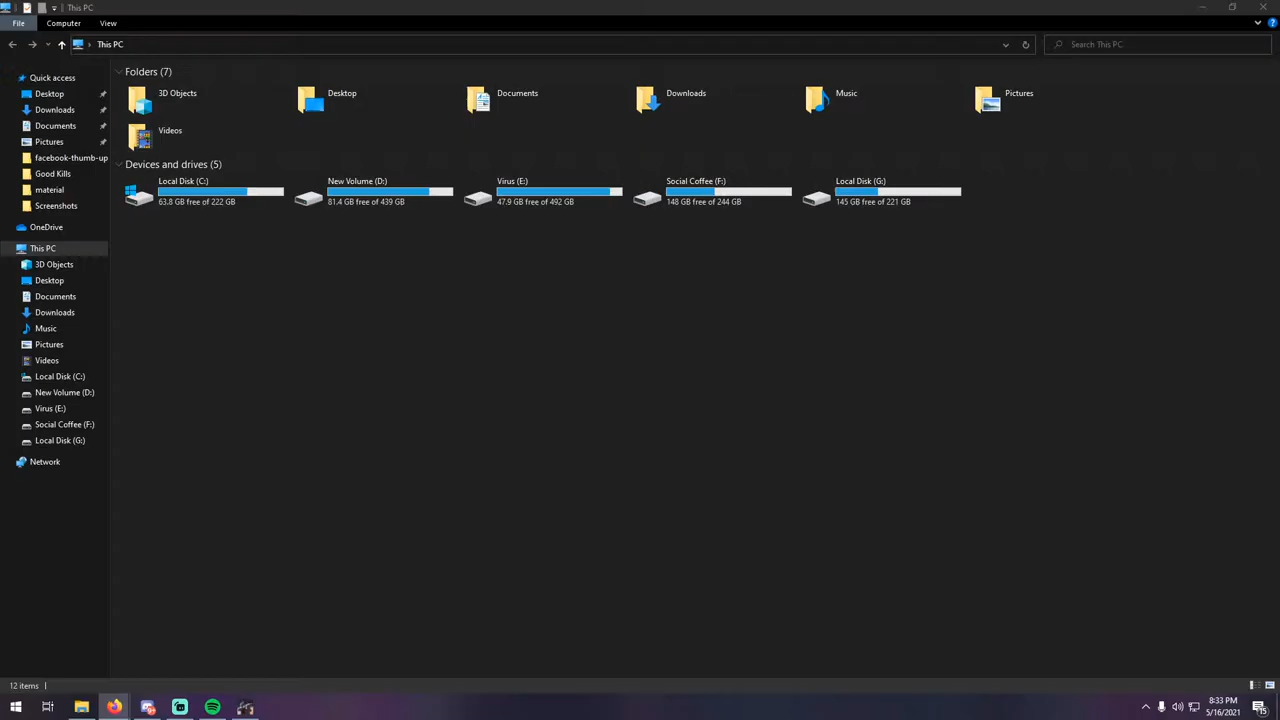 This PC
File Computer View
This PC
Search This PC
Quick access
Desktop
Downloads
Documents
Pictures
facebook-thumb-up
Good Kills
material
Screenshots
OneDrive
This PC
3D Objects
Desktop
Documents
Downloads
Music
Pictures
Videos
Local Disk (C:)
New Volume (D:)
Virus (E:)
Social Coffee (F:)
Local Disk (G:)
Network
Folders (7)
3D Objects
Desktop
Documents
Downloads
Music
Pictures
Videos
Devices and drives (5)
Local Disk (C:)
63.8 GB free of 222 GB
New Volume (D:)
81.4 GB free of 439 GB
Virus (E:)
47.9 GB free of 492 GB
Social Coffee (F:)
148 GB free of 244 GB
Local Disk (G:)
145 GB free of 221 GB
12 items
8:33 PM
5/16/2021
15